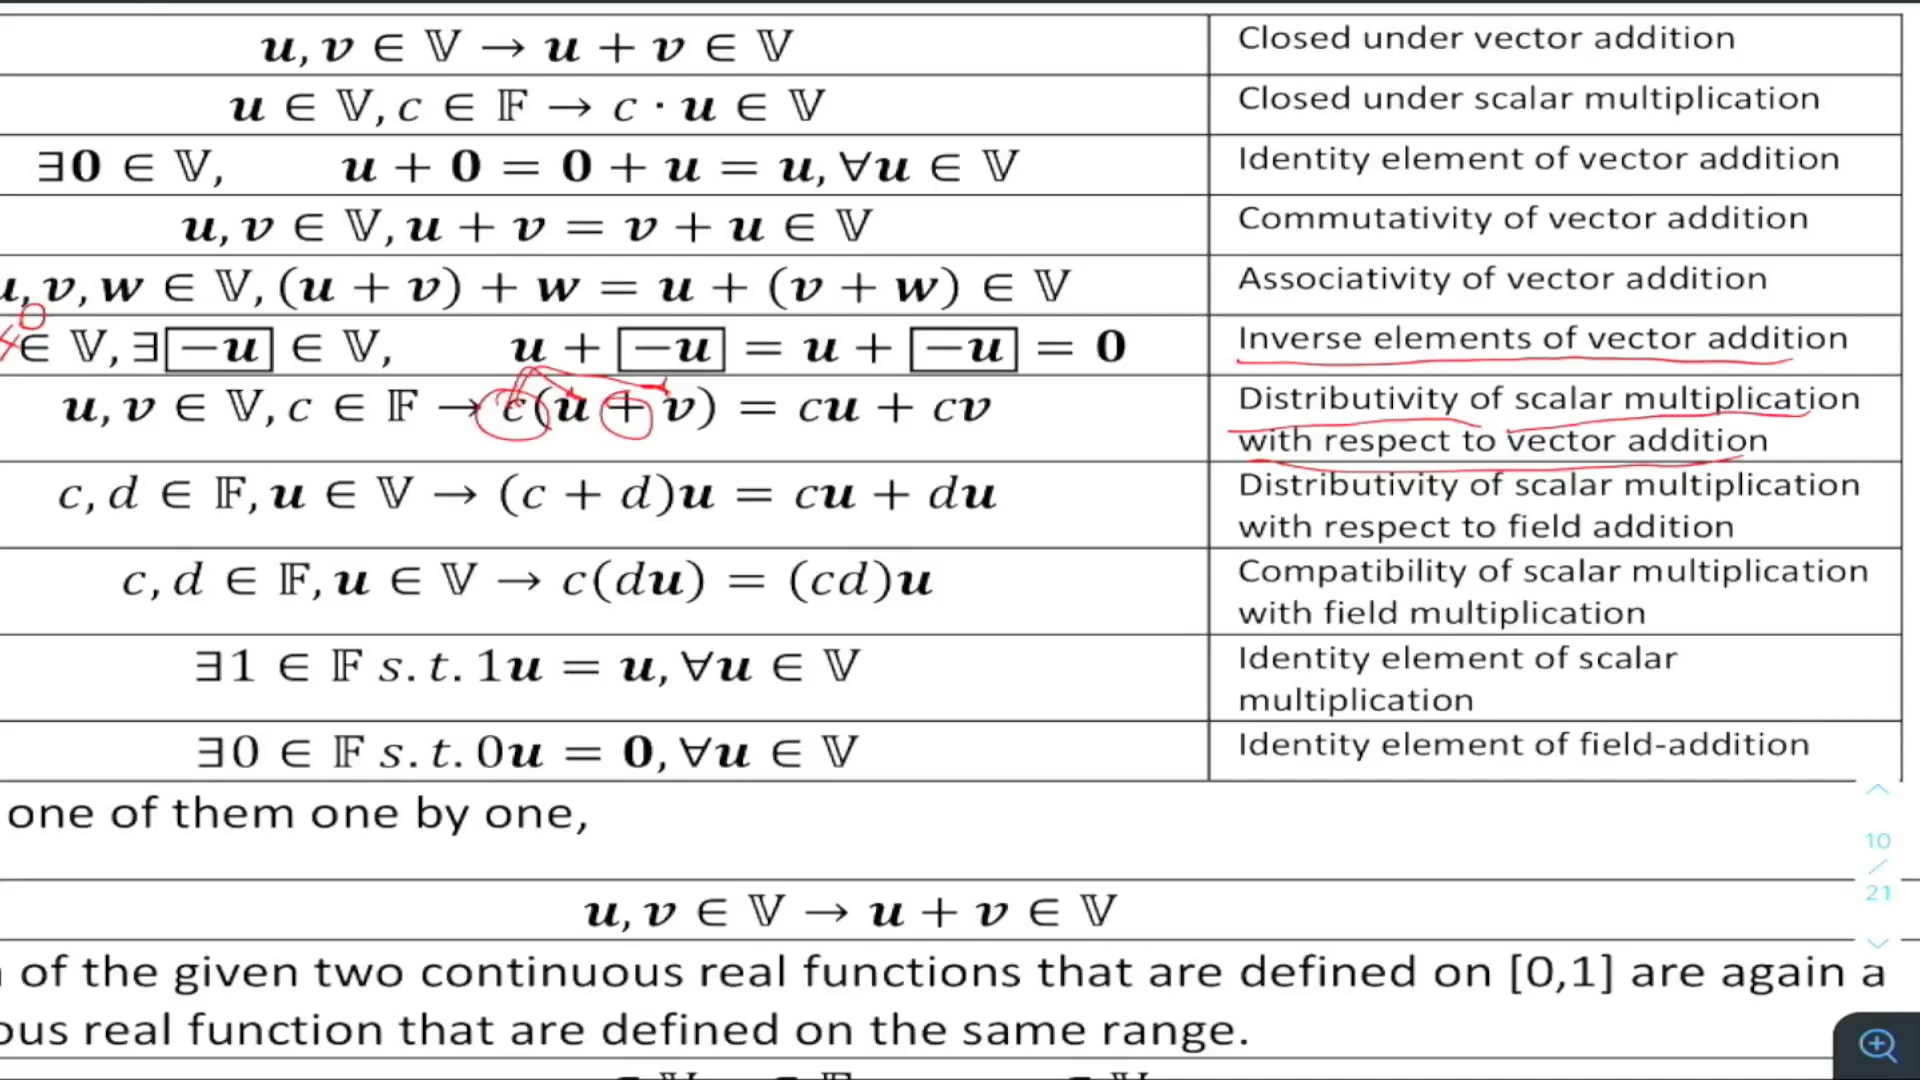 u, v ∈ 𝕍 → u + v ∈ 𝕍
Closed under vector addition
u ∈ 𝕍, c ∈ 𝔽 → c · u ∈ 𝕍
Closed under scalar multiplication
∃0 ∈ 𝕍, u + 0 = 0 + u = u, ∀u ∈ 𝕍
Identity element of vector addition
u, v ∈ 𝕍, u + v = v + u ∈ 𝕍
Commutativity of vector addition
u, v, w ∈ 𝕍, (u + v) + w = u + (v + w) ∈ 𝕍
Associativity of vector addition
∈ 𝕍, ∃ −u ∈ 𝕍, u + −u = u + −u = 0
Inverse elements of vector addition
u, v ∈ 𝕍, c ∈ 𝔽 → c(u + v) = cu + cv
Distributivity of scalar multiplication
with respect to vector addition
c, d ∈ 𝔽, u ∈ 𝕍 → (c + d)u = cu + du
Distributivity of scalar multiplication
with respect to field addition
c, d ∈ 𝔽, u ∈ 𝕍 → c(du) = (cd)u
Compatibility of scalar multiplication
with field multiplication
∃1 ∈ 𝔽 s.t. 1u = u, ∀u ∈ 𝕍
Identity element of scalar
multiplication
∃0 ∈ 𝔽 s.t. 0u = 0, ∀u ∈ 𝕍
Identity element of field-addition
one of them one by one,
10
/
21
u, v ∈ 𝕍 → u + v ∈ 𝕍
of the given two continuous real functions that are defined on [0,1] are again a
ous real function that are defined on the same range.